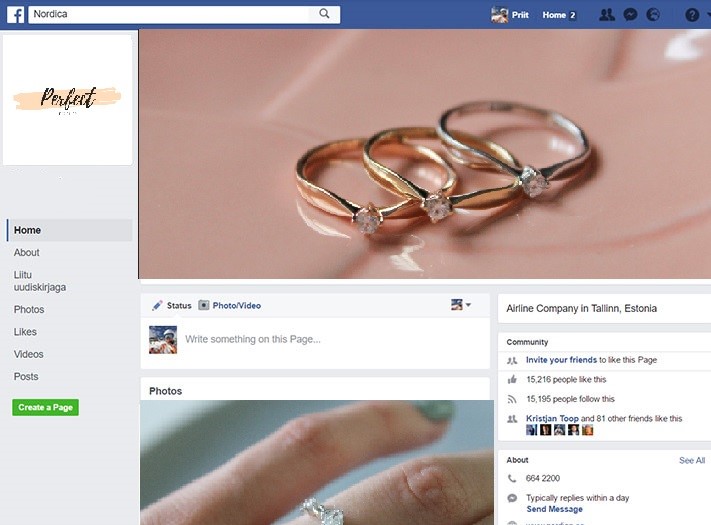 Nordica
Priit
Home 2
Perfect
Home
About
Liitu
uudiskirjaga
Photos
Likes
Videos
Posts
Create a Page
Status
Photo/Video
Write something on this Page...
Photos
Airline Company in Tallinn, Estonia
Community
Invite your friends to like this Page
15,216 people like this
15,195 people follow this
Kristjan Toop and 81 other friends like this
About
See All
664 2200
Typically replies within a day
Send Message